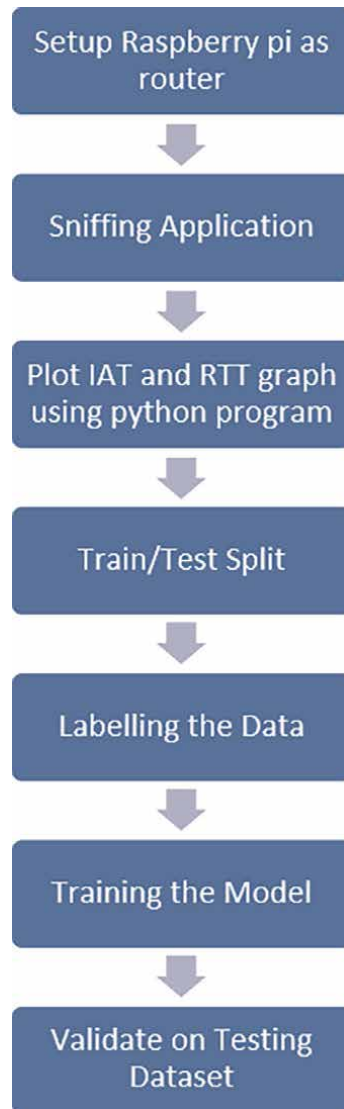 Setup Raspberry pi as
router
Sniffing Application
Plot IAT and RTT graph
using python program
Train/Test Split
Labelling the Data
Training the Model
Validate on Testing
Dataset